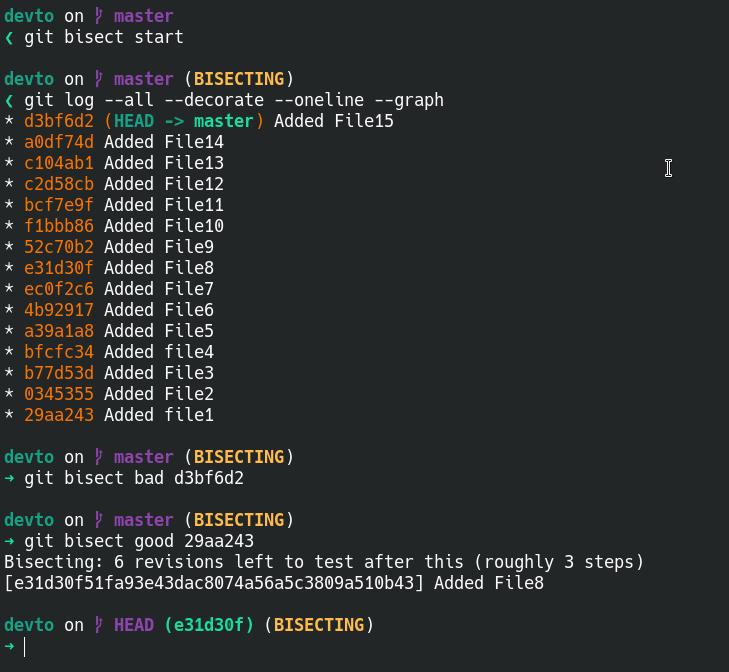 devto on master
❮ git bisect start
devto on master (BISECTING)
❮ git log --all --decorate --oneline --graph
* d3bf6d2 (HEAD -> master) Added File15
* a0df74d Added File14
* c104ab1 Added File13
* c2d58cb Added File12
* bcf7e9f Added File11
* f1bbb86 Added File10
* 52c70b2 Added File9
* e31d30f Added File8
* ec0f2c6 Added File7
* 4b92917 Added File6
* a39a1a8 Added File5
* bfcfc34 Added file4
* b77d53d Added File3
* 0345355 Added File2
* 29aa243 Added file1
devto on master (BISECTING)
➜ git bisect bad d3bf6d2
devto on master (BISECTING)
➜ git bisect good 29aa243
Bisecting: 6 revisions left to test after this (roughly 3 steps)
[e31d30f51fa93e43dac8074a56a5c3809a510b43] Added File8
devto on HEAD (e31d30f) (BISECTING)
➜